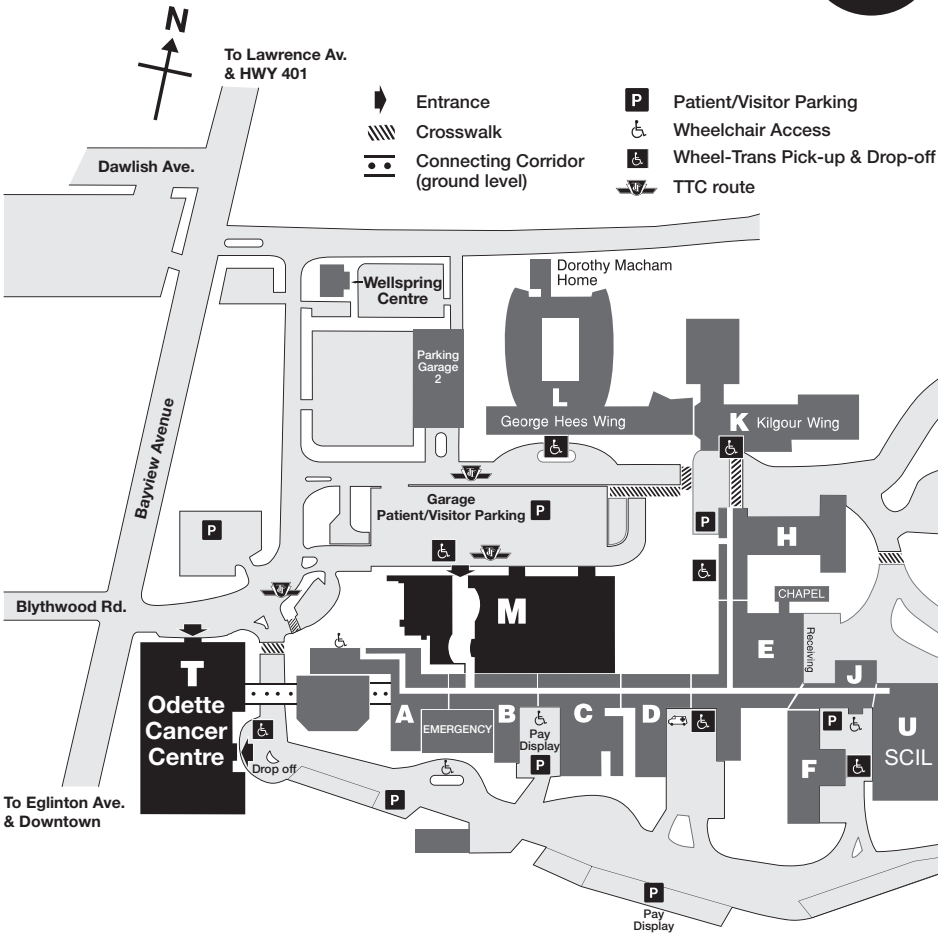 N
To Lawrence Av.
& HWY 401
Entrance
Crosswalk
Connecting Corridor
(ground level)
P
Patient/Visitor Parking
Wheelchair Access
Wheel-Trans Pick-up & Drop-off
TTC route
Dawlish Ave.
Dorothy Macham
Home
Wellspring
Centre
Parking
Garage
2
L
George Hees Wing
K Kilgour Wing
Bayview Avenue
Garage
Patient/Visitor Parking P
P
P
H
CHAPEL
M
Blythwood Rd.
E
Receiving
J
T
Odette
Cancer
Centre
A
EMERGENCY
B
Pay
Display
P
C
D
P
U
SCIL
F
Drop off
P
To Eglinton Ave.
& Downtown
P
Pay
Display